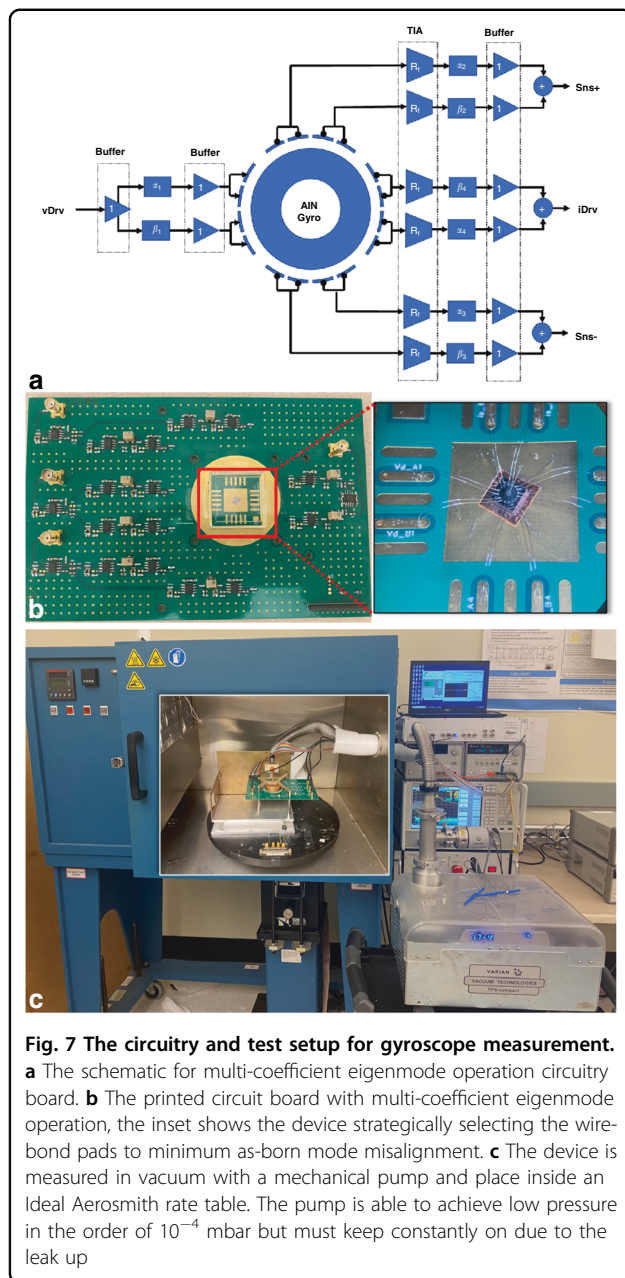 TIA
Buffer
Rf
α2
1
+
Sns+
Rf
β2
1
Buffer
Buffer
vDrv
1
α1
1
β1
1
AlN
Gyro
Rf
β4
1
+
iDrv
Rf
α4
1
Rf
α3
1
+
Sns-
Rf
β3
1
a
Vd_A1
Vd_B1
A4
B4
b
VARIAN
VACUUM TECHNOLOGIES
TPS-compact
c
Fig. 7 The circuitry and test setup for gyroscope measurement.
a The schematic for multi-coefficient eigenmode operation circuitry
board. b The printed circuit board with multi-coefficient eigenmode
operation, the inset shows the device strategically selecting the wire-
bond pads to minimum as-born mode misalignment. c The device is
measured in vacuum with a mechanical pump and place inside an
Ideal Aerosmith rate table. The pump is able to achieve low pressure
in the order of 10⁻⁴ mbar but must keep constantly on due to the
leak up